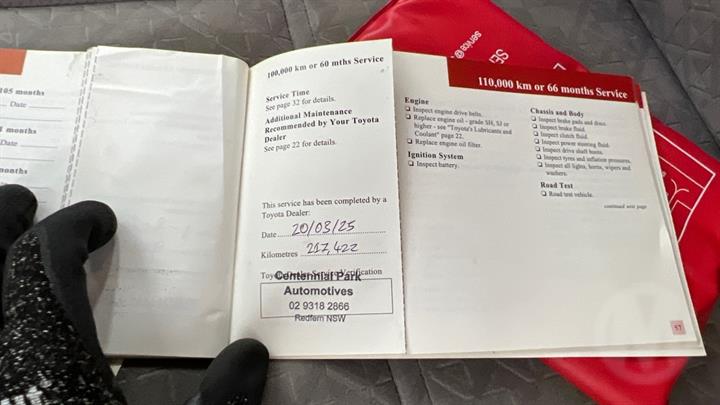 105 months
Date
months
Date
months
100,000 km or 60 mths Service
Service Time
See page 32 for details.
Additional Maintenance
Recommended by Your Toyota
Dealer
See page 22 for details.
This service has been completed by a
Toyota Dealer:
Date 20/03/25
Kilometres 217,422
Toyota Dealer Service Verification
Centennial Park
Automotives
02 9318 2866
Redfern NSW
110,000 km or 66 months Service
Engine
❑ Inspect engine drive belts.
❑ Replace engine oil - grade SH, SJ or
higher - see "Toyota's Lubricants and
Coolant" page 22.
❑ Replace engine oil filter.
Ignition System
❑ Inspect battery.
Chassis and Body
❑ Inspect brake pads and discs.
❑ Inspect brake fluid.
❑ Inspect clutch fluid.
❑ Inspect power steering fluid.
❑ Inspect drive shaft boots.
❑ Inspect tyres and inflation pressures.
❑ Inspect all lights, horns, wipers and
washers.
Road Test
❑ Road test vehicle.
continued next page
57
service@